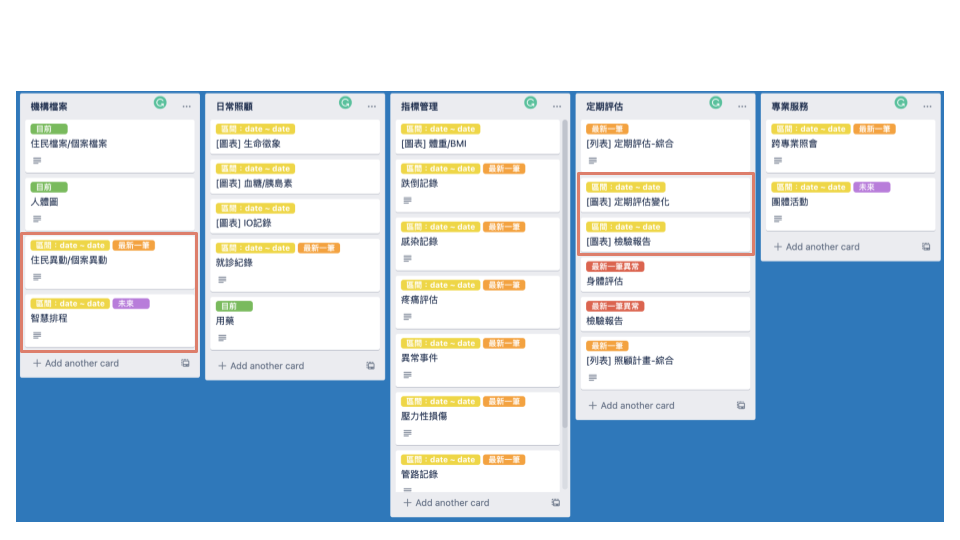 機構檔案
...
目前
住民檔案/個案檔案
目前
人體圖
區間：date ~ date 最新一筆
住民異動/個案異動
區間：date ~ date 未來
智慧排程
+ Add another card
日常照顧
...
區間：date ~ date
[圖表] 生命徵象
區間：date ~ date
[圖表] 血糖/胰島素
區間：date ~ date
[圖表] IO記錄
區間：date ~ date 最新一筆
就診紀錄
目前
用藥
+ Add another card
指標管理
...
區間：date ~ date
[圖表] 體重/BMI
區間：date ~ date 最新一筆
跌倒記錄
區間：date ~ date 最新一筆
感染記錄
區間：date ~ date 最新一筆
疼痛評估
區間：date ~ date 最新一筆
異常事件
區間：date ~ date 最新一筆
壓力性損傷
區間：date ~ date 最新一筆
管路記錄
+ Add another card
定期評估
...
最新一筆
[列表] 定期評估-綜合
區間：date ~ date
[圖表] 定期評估變化
區間：date ~ date
[圖表] 檢驗報告
最新一筆異常
身體評估
最新一筆異常
檢驗報告
最新一筆
[列表] 照顧計畫-綜合
+ Add another card
專業服務
...
區間：date ~ date 最新一筆
跨專業照會
區間：date ~ date 未來
團體活動
+ Add another card